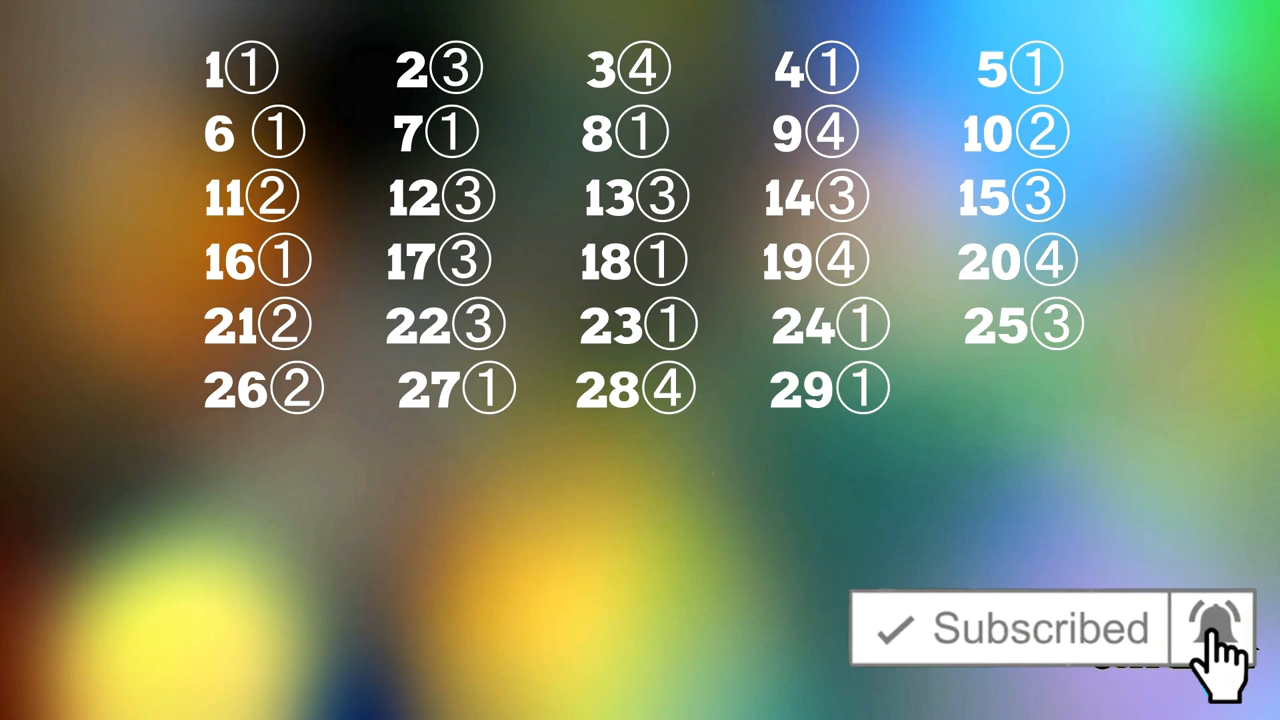 1① 2③ 3④ 4① 5①
6 ① 7① 8① 9④ 10②
11② 12③ 13③ 14③ 15③
16① 17③ 18① 19④ 20④
21② 22③ 23① 24① 25③
26② 27① 28④ 29①
Subscribed